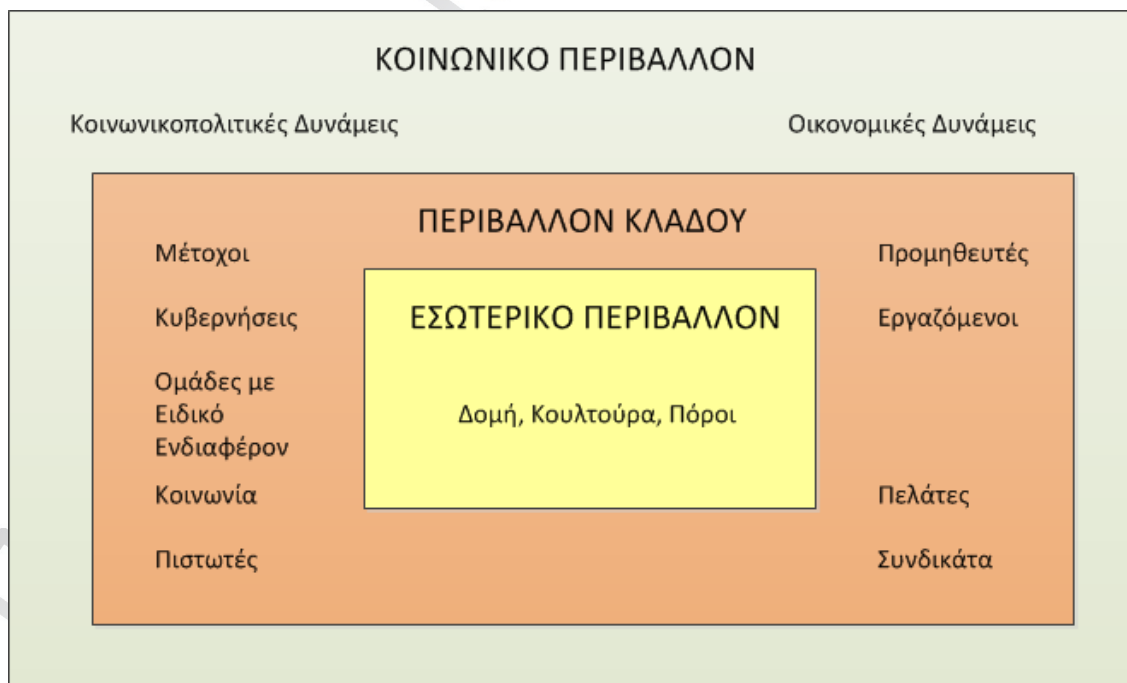 ΚΟΙΝΩΝΙΚΟ ΠΕΡΙΒΑΛΛΟΝ
Κοινωνικοπολιτικές Δυνάμεις
Οικονομικές Δυνάμεις
ΠΕΡΙΒΑΛΛΟΝ ΚΛΑΔΟΥ
Μέτοχοι
Προμηθευτές
Κυβερνήσεις
ΕΣΩΤΕΡΙΚΟ ΠΕΡΙΒΑΛΛΟΝ
Εργαζόμενοι
Ομάδες με
Ειδικό
Ενδιαφέρον
Δομή, Κουλτούρα, Πόροι
Κοινωνία
Πελάτες
Πιστωτές
Συνδικάτα